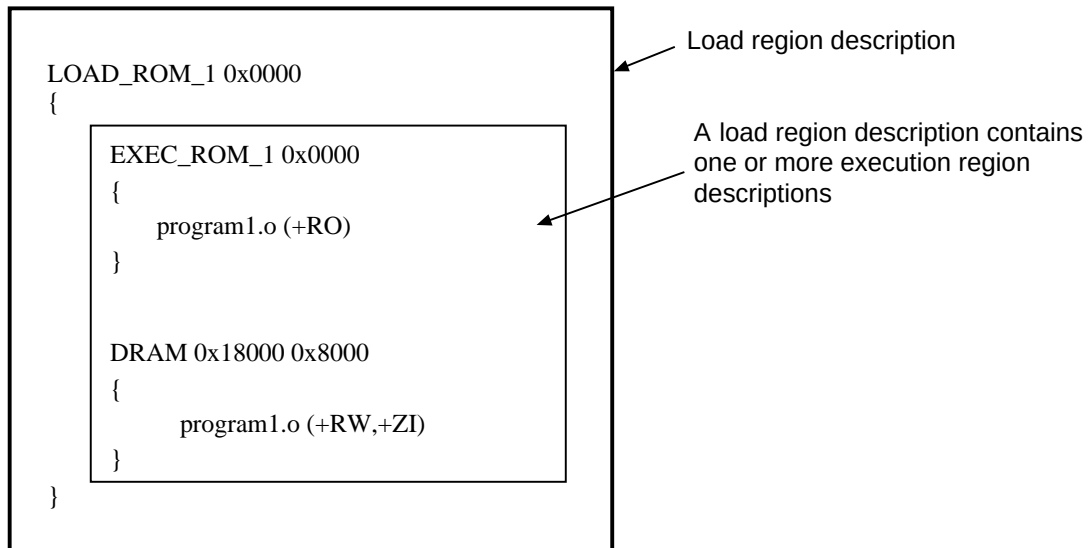 Load region description
LOAD_ROM_1 0x0000
{
A load region description contains
one or more execution region
descriptions
EXEC_ROM_1 0x0000
{
program1.o (+RO)
}
DRAM 0x18000 0x8000
{
program1.o (+RW,+ZI)
}
}